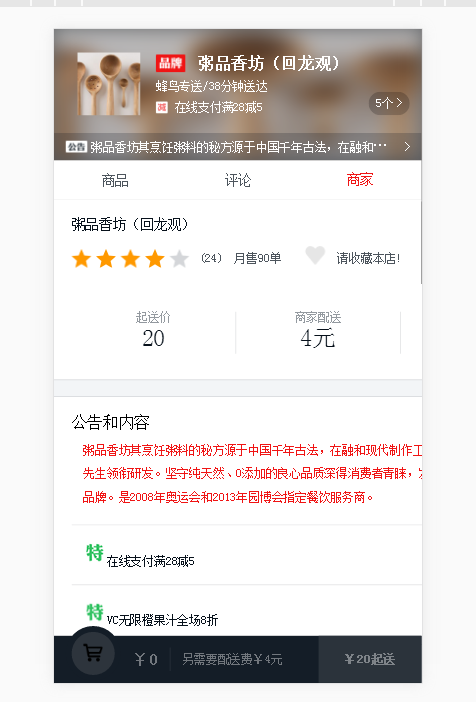 品牌 粥品香坊（回龙观）
蜂鸟专送/38分钟送达
减 在线支付满28减5
5个
公告 粥品香坊其烹饪粥料的秘方源于中国千年古法，在融和…
商品 评论 商家
粥品香坊（回龙观）
（24） 月售90单 请收藏本店!
起送价 商家配送
20 4元
公告和内容
粥品香坊其烹饪粥料的秘方源于中国千年古法，在融和现代制作工
先生领衔研发。坚守纯天然、0添加的良心品质深得消费者青睐，
品牌。是2008年奥运会和2013年园博会指定餐饮服务商。
特 在线支付满28减5
特 VC无限橙果汁全场8折
￥0 另需要配送费￥4元 ￥20起送